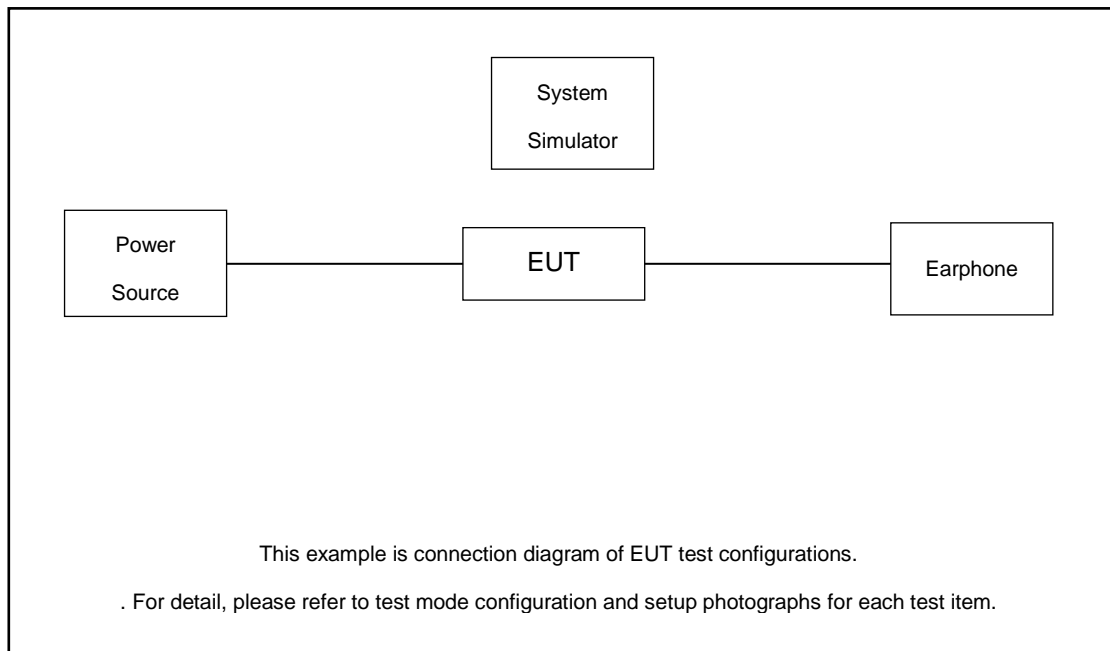 System
Simulator
Power
Source
EUT
Earphone
This example is connection diagram of EUT test configurations.
. For detail, please refer to test mode configuration and setup photographs for each test item.